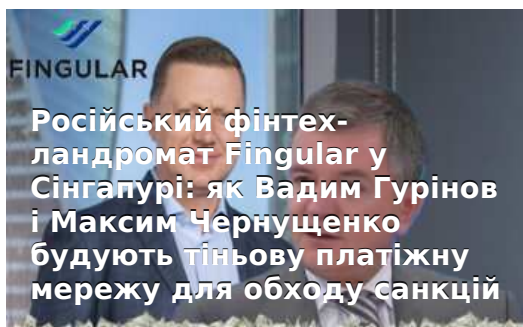 FINGULAR
Російський фінтех-
ландромат Fingular у
Сінгапурі: як Вадим Гурінов
і Максим Чернущенко
будують тіньову платіжну
мережу для обходу санкцій